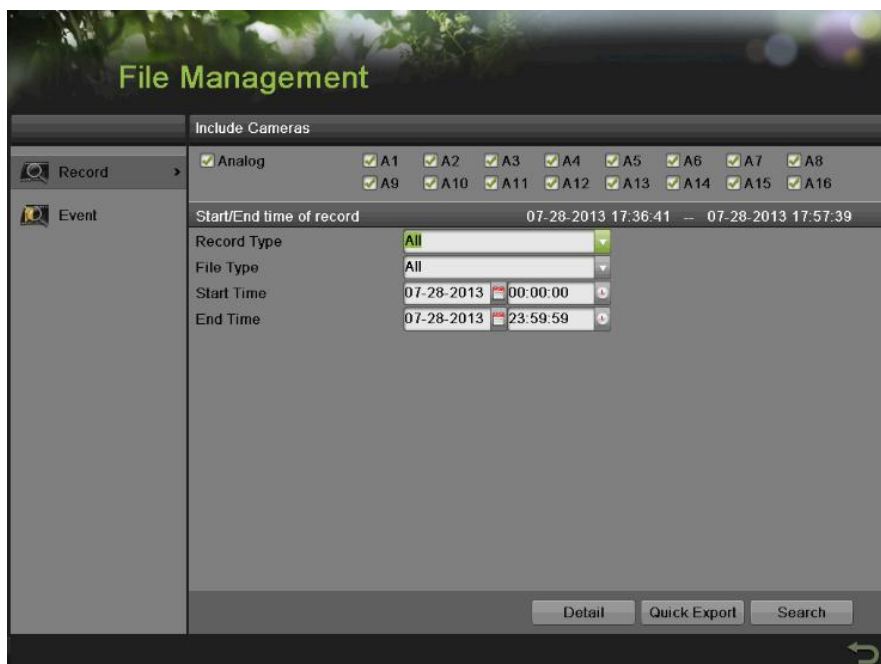 File Management
Include Cameras
Record
Event
Analog A1 A2 A3 A4 A5 A6 A7 A8
A9 A10 A11 A12 A13 A14 A15 A16
Start/End time of record 07-28-2013 17:36:41 -- 07-28-2013 17:57:39
Record Type All
File Type All
Start Time 07-28-2013 00:00:00
End Time 07-28-2013 23:59:59
Detail Quick Export Search